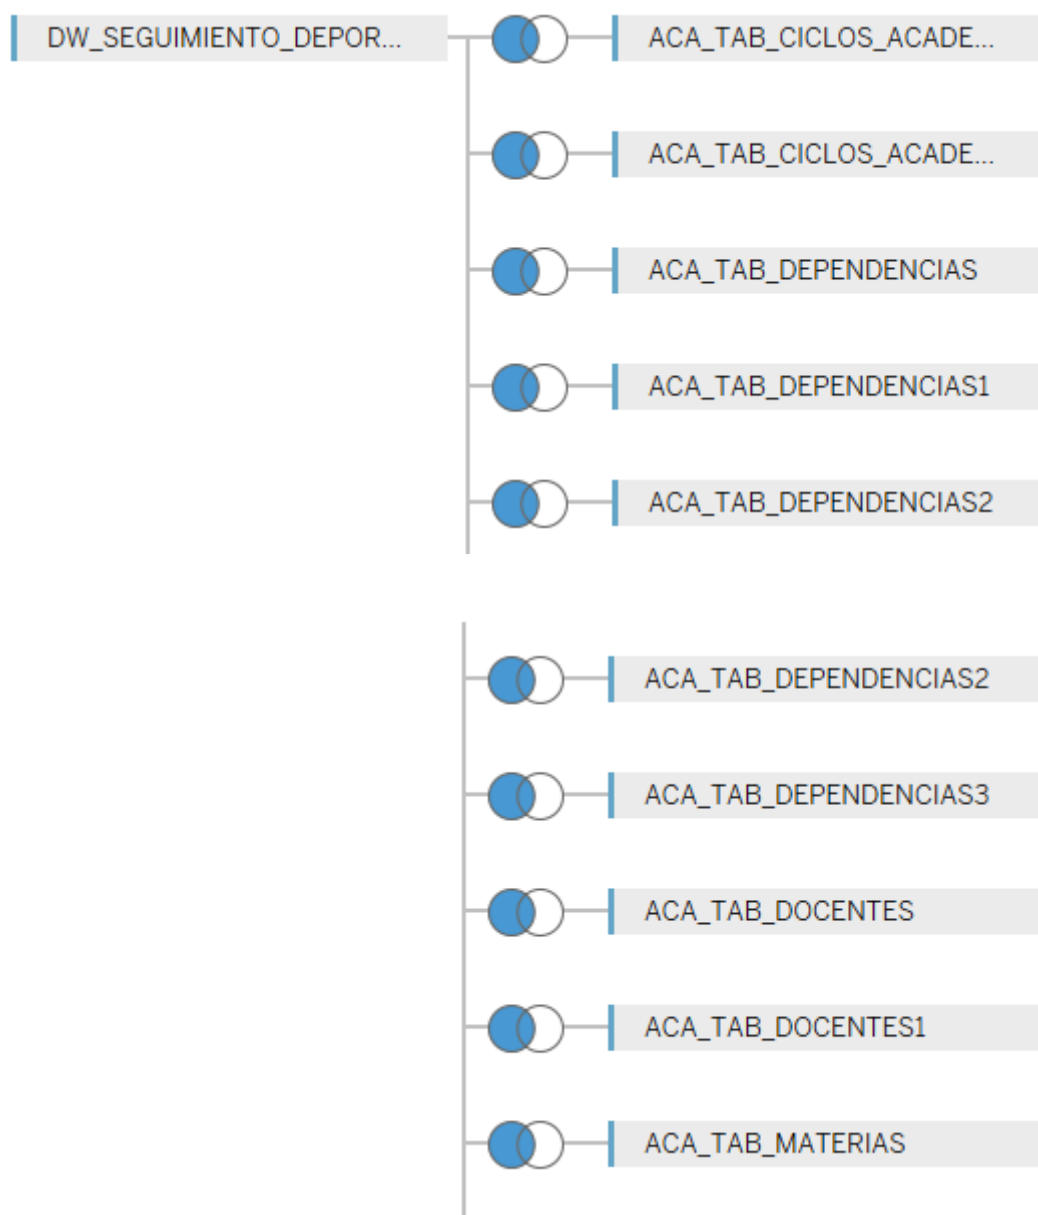 DW_SEGUIMIENTO_DEPOR...
ACA_TAB_CICLOS_ACADE...
ACA_TAB_CICLOS_ACADE...
ACA_TAB_DEPENDENCIAS
ACA_TAB_DEPENDENCIAS1
ACA_TAB_DEPENDENCIAS2
ACA_TAB_DEPENDENCIAS2
ACA_TAB_DEPENDENCIAS3
ACA_TAB_DOCENTES
ACA_TAB_DOCENTES1
ACA_TAB_MATERIAS